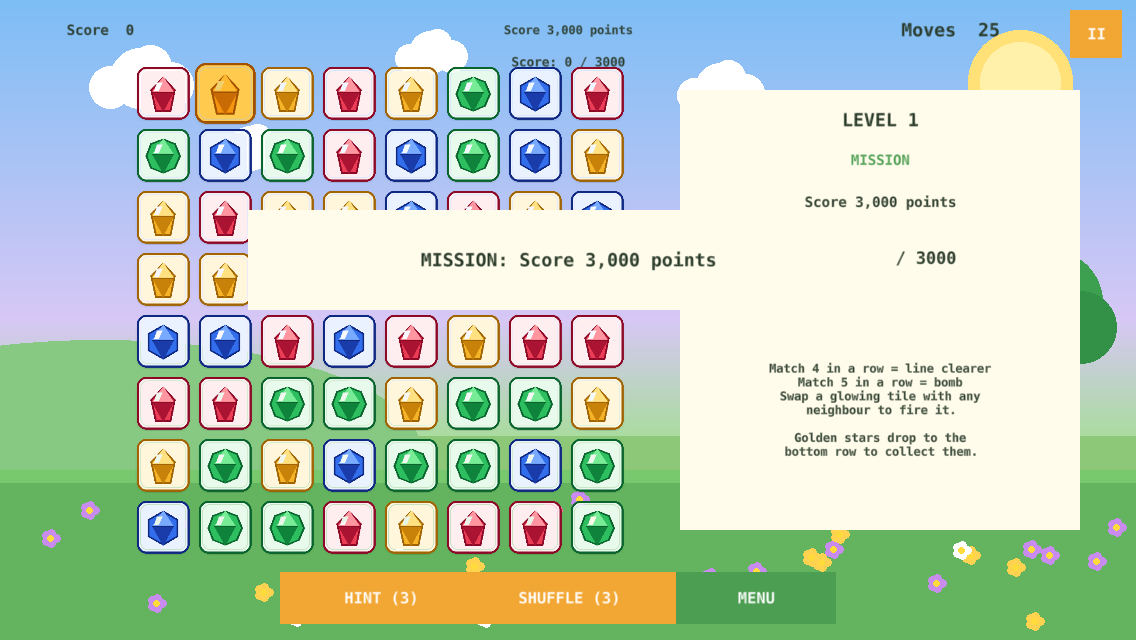 Score 0
Score 3,000 points
Moves 25
II
Score: 0 / 3000
LEVEL 1
MISSION
Score 3,000 points
MISSION: Score 3,000 points
/ 3000
Match 4 in a row = line clearer
Match 5 in a row = bomb
Swap a glowing tile with any
neighbour to fire it.
Golden stars drop to the
bottom row to collect them.
HINT (3)
SHUFFLE (3)
MENU